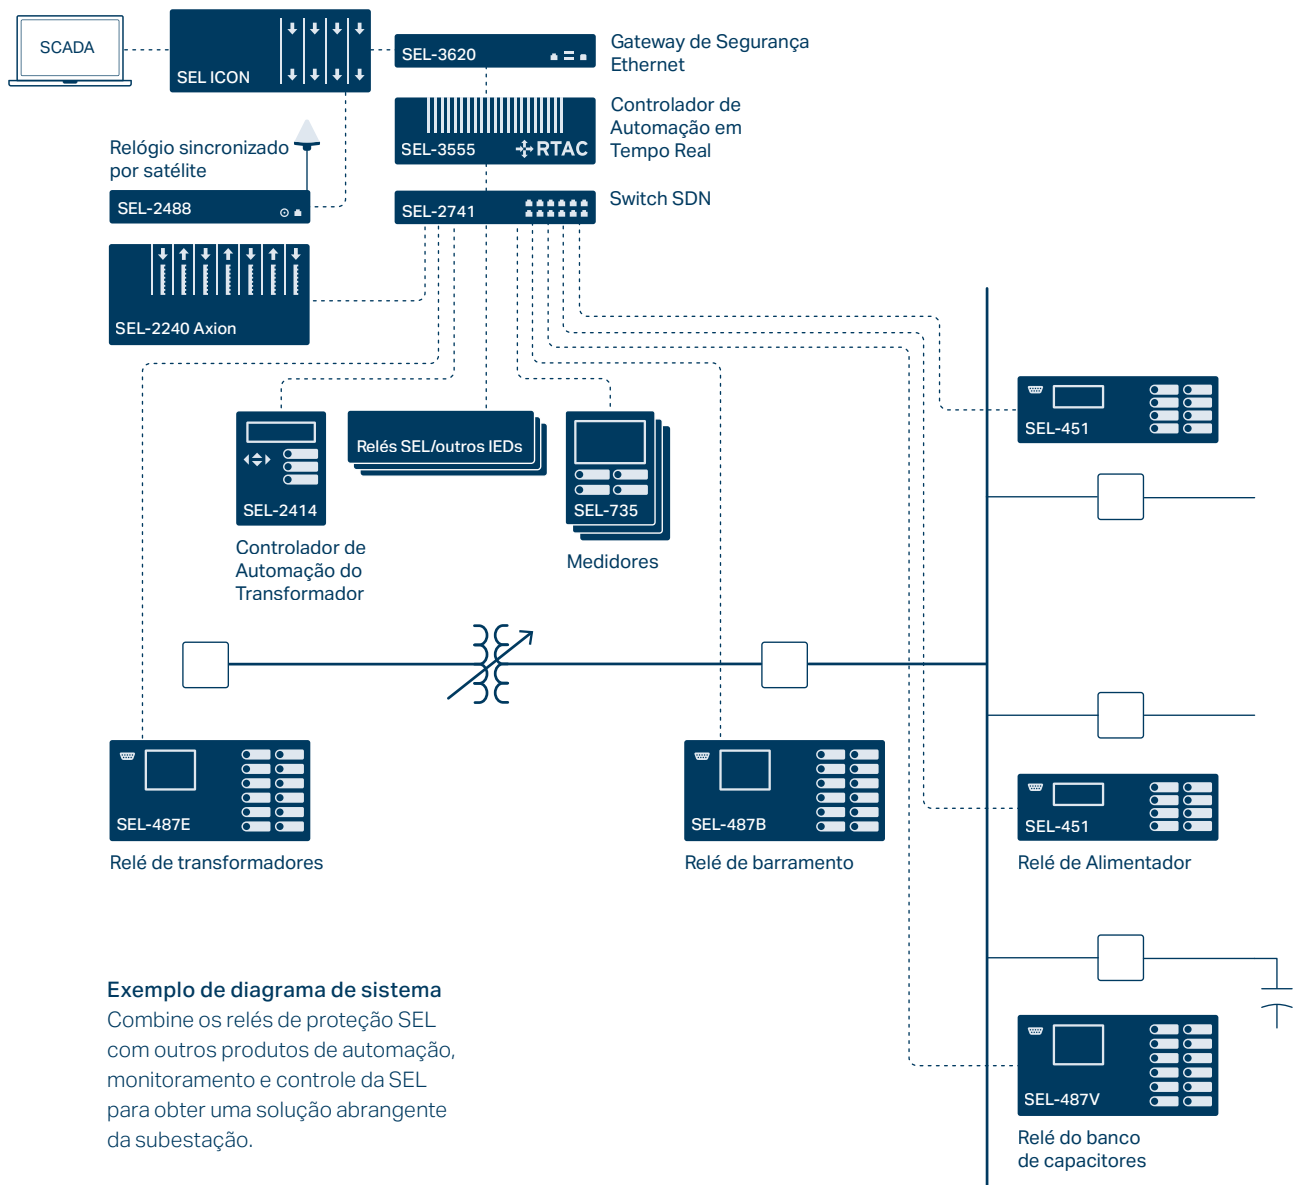 SCADA
SEL ICON
SEL-3620
Gateway de Segurança
Ethernet
SEL-3555
RTAC
Controlador de
Automação em
Tempo Real
Relógio sincronizado
por satélite
SEL-2488
SEL-2741
Switch SDN
SEL-2240 Axion
SEL-2414
Controlador de
Automação do
Transformador
Relés SEL/outros IEDs
SEL-735
Medidores
SEL-451
SEL-487E
Relé de transformadores
SEL-487B
Relé de barramento
SEL-451
Relé de Alimentador
SEL-487V
Relé do banco
de capacitores
Exemplo de diagrama de sistema
Combine os relés de proteção SEL
com outros produtos de automação,
monitoramento e controle da SEL
para obter uma solução abrangente
da subestação.